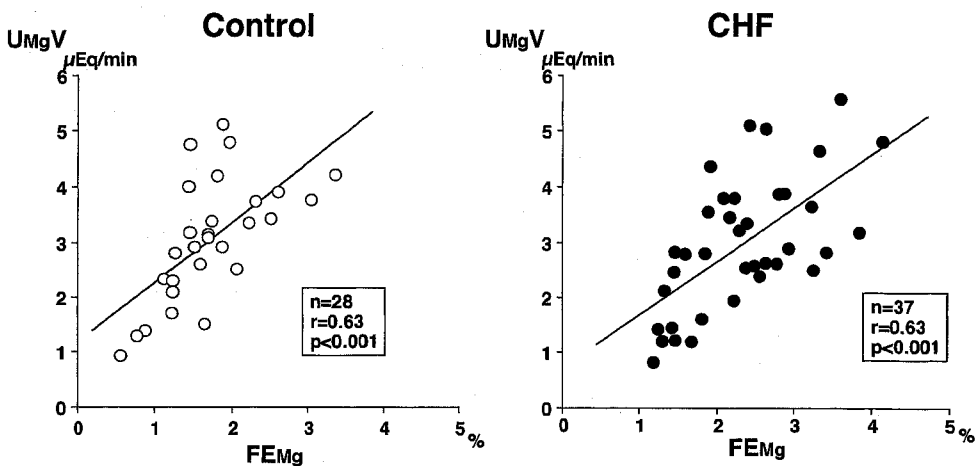 Control
UMgV
µEq/min
6
5
4
3
2
1
0
0 1 2 3 4 5 %
FEMg
n=28
r=0.63
p<0.001
CHF
UMgV
µEq/min
6
5
4
3
2
1
0
0 1 2 3 4 5 %
FEMg
n=37
r=0.63
p<0.001